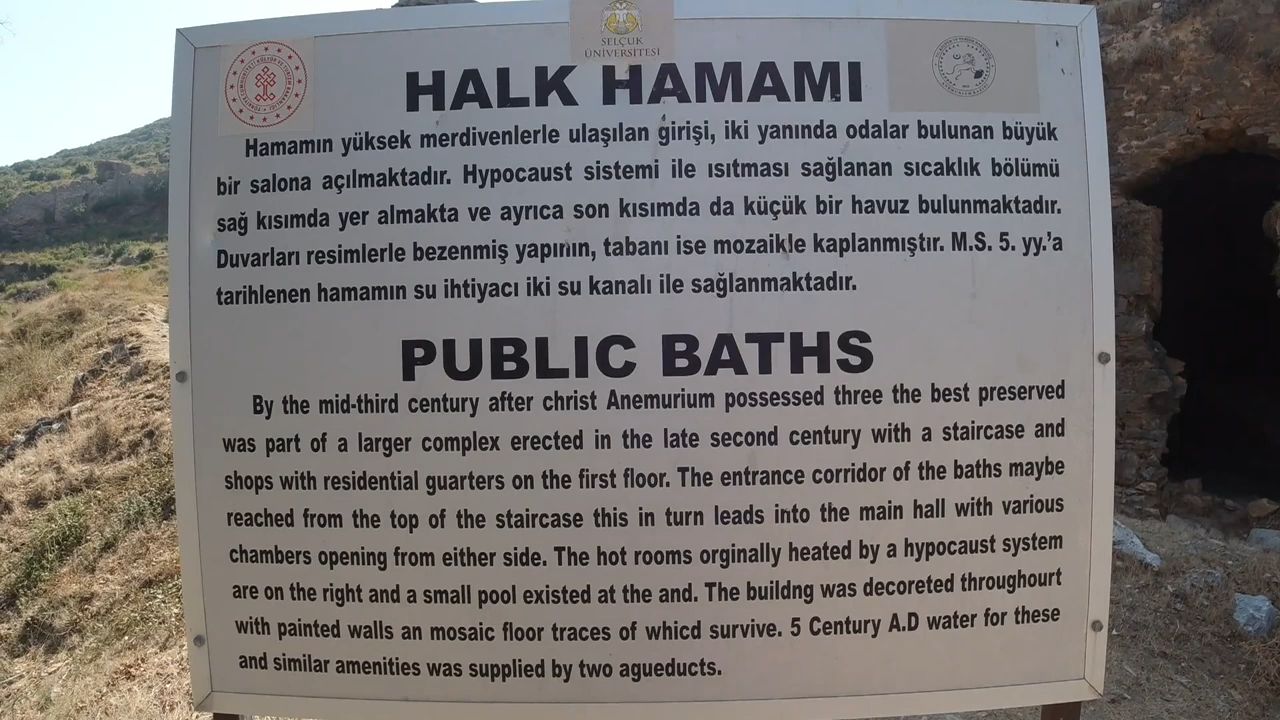 SELÇUK
ÜNİVERSİTESİ
HALK HAMAMI
Hamamın yüksek merdivenlerle ulaşılan girişi, iki yanında odalar bulunan büyük
bir salona açılmaktadır. Hypocaust sistemi ile ısıtması sağlanan sıcaklık bölümü
sağ kısımda yer almakta ve ayrıca son kısımda da küçük bir havuz bulunmaktadır.
Duvarları resimlerle bezenmiş yapının, tabanı ise mozaikle kaplanmıştır. M.S. 5. yy.'a
tarihlenen hamamın su ihtiyacı iki su kanalı ile sağlanmaktadır.
PUBLIC BATHS
By the mid-third century after christ Anemurium possessed three the best preserved
was part of a larger complex erected in the late second century with a staircase and
shops with residential guarters on the first floor. The entrance corridor of the baths maybe
reached from the top of the staircase this in turn leads into the main hall with various
chambers opening from either side. The hot rooms orginally heated by a hypocaust system
are on the right and a small pool existed at the and. The buildng was decoreted throughourt
with painted walls an mosaic floor traces of whicd survive. 5 Century A.D water for these
and similar amenities was supplied by two agueducts.